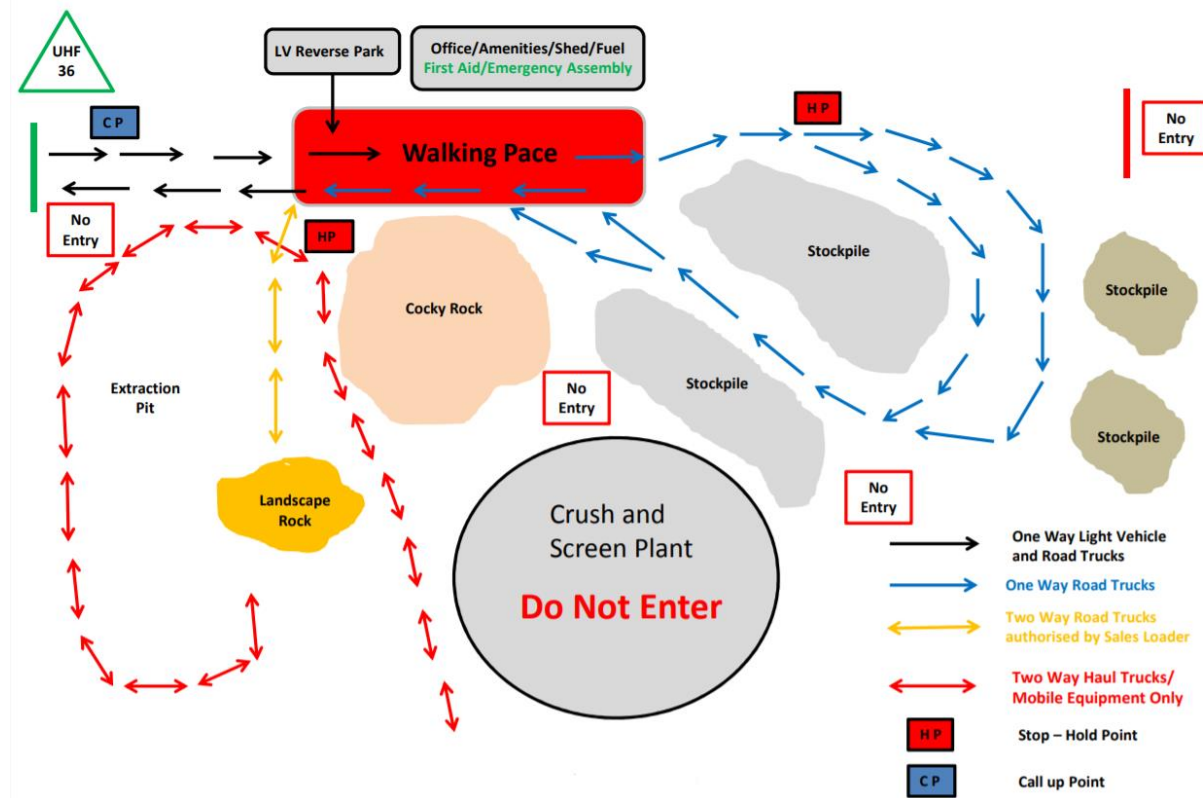 UHF
36
LV Reverse Park
Office/Amenities/Shed/Fuel
First Aid/Emergency Assembly
C P
H P
No
Entry
Walking Pace
No
Entry
HP
Stockpile
Stockpile
Cocky Rock
Extraction
Pit
No
Entry
Stockpile
Stockpile
Landscape
Rock
No
Entry
Crush and
Screen Plant
Do Not Enter
One Way Light Vehicle
and Road Trucks
One Way Road Trucks
Two Way Road Trucks
authorised by Sales Loader
Two Way Haul Trucks/
Mobile Equipment Only
H P
Stop – Hold Point
C P
Call up Point